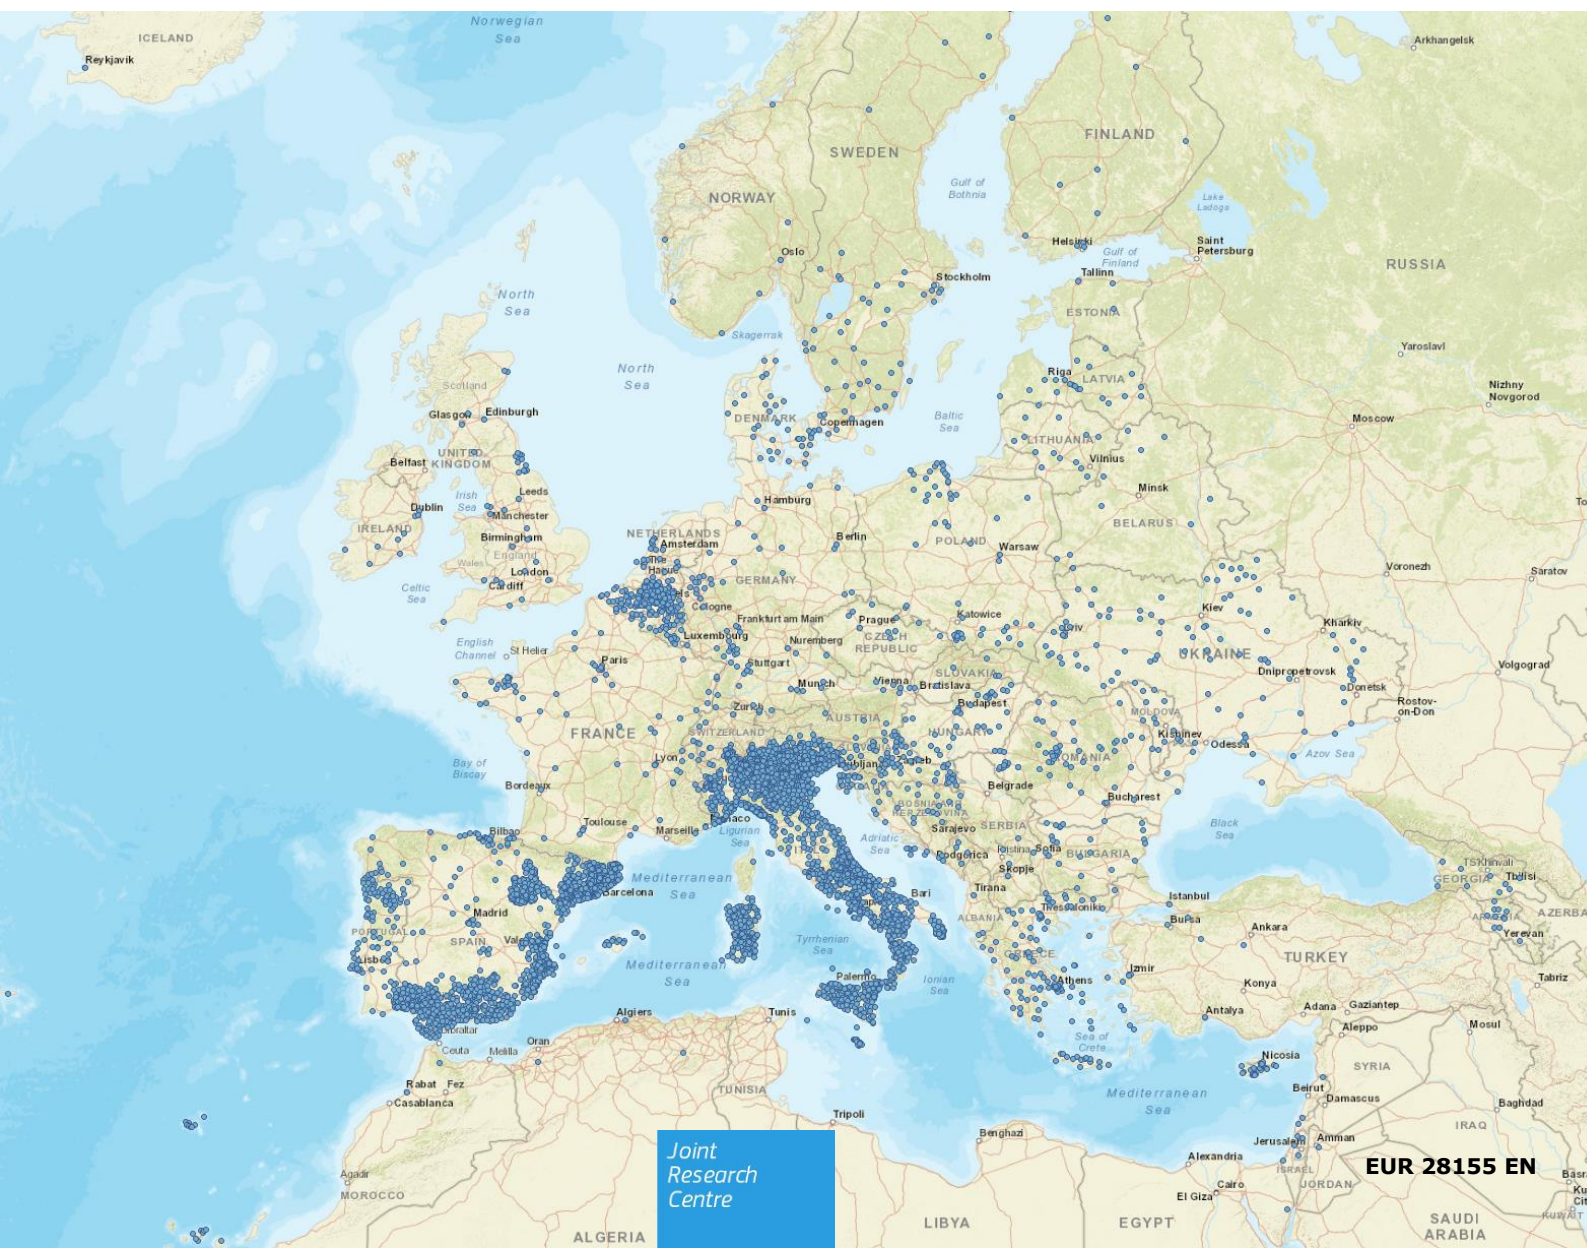 Norwegian
Sea
ICELAND
Reykjavík
Arkhangelsk
FINLAND
SWEDEN
NORWAY
Gulf of
Bothnia
Lake
Ladoga
Oslo
Helsinki
Gulf of
Finland
Saint
Petersburg
RUSSIA
Stockholm
Tallinn
North
Sea
ESTONIA
Skagerrak
Yaroslavl
North
Sea
Riga
LATVIA
Scotland
Nizhny
Novgorod
Glasgow
Edinburgh
DENMARK
Copenhagen
Baltic
Sea
Moscow
LITHUANIA
UNITED
KINGDOM
Belfast
Vilnius
Leeds
Minsk
Irish
Sea
Hamburg
Dublin
Manchester
BELARUS
IRELAND
NETHERLANDS
Amsterdam
Birmingham
Berlin
POLAND
Warsaw
England
The
Hague
Wales
London
Voronezh
Saratov
Cardiff
GERMANY
Celtic
Sea
Cologne
Kiev
Frankfurt am Main
Prague
Katowice
Kharkiv
Luxembourg
Nuremberg
CZECH
REPUBLIC
Lviv
English
Channel
St Helier
UKRAINE
Paris
Stuttgart
SLOVAKIA
Dnipropetrovsk
Volgograd
Munich
Vienna
Bratislava
Donetsk
Budapest
Rostov-
on-Don
Zurich
AUSTRIA
MOLDOVA
FRANCE
SWITZERLAND
HUNGARY
Kishinev
Odessa
Azov Sea
Lyon
Ljubljana
Zagreb
ROMANIA
Bay of
Biscay
Bordeaux
CROATIA
Belgrade
Bucharest
BOSNIA AND
HERZEGOVINA
Toulouse
Monaco
Marseille
Ligurian
Sea
Bilbao
Sarajevo
SERBIA
Black
Sea
Adriatic
Sea
Podgorica
Pristina
Sofia
BULGARIA
Skopje
TSKhinvali
GEORGIA
Tbilisi
Mediterranean
Sea
Barcelona
Bari
Tirana
Istanbul
Thessaloniki
Madrid
ALBANIA
Bursa
ARMENIA
AZERBA
PORTUGAL
SPAIN
Ankara
Yerevan
Tyrrhenian
Sea
GREECE
TURKEY
Lisbon
Mediterranean
Sea
Palermo
Ionian
Sea
Athens
Izmir
Konya
Tabriz
Adana
Gaziantep
Gibraltar
Algiers
Tunis
Antalya
Aleppo
Mosul
Ceuta
Melilla
Oran
Sea of
Crete
Nicosia
SYRIA
Rabat
Fez
TUNISIA
Mediterranean
Sea
Beirut
Damascus
Casablanca
Baghdad
Tripoli
IRAQ
Benghazi
Jerusalem
Amman
Joint
Research
Centre
Alexandria
EUR 28155 EN
Agadir
ISRAEL
Cairo
JORDAN
MOROCCO
El Giza
KUWAIT
ALGERIA
LIBYA
EGYPT
SAUDI
ARABIA